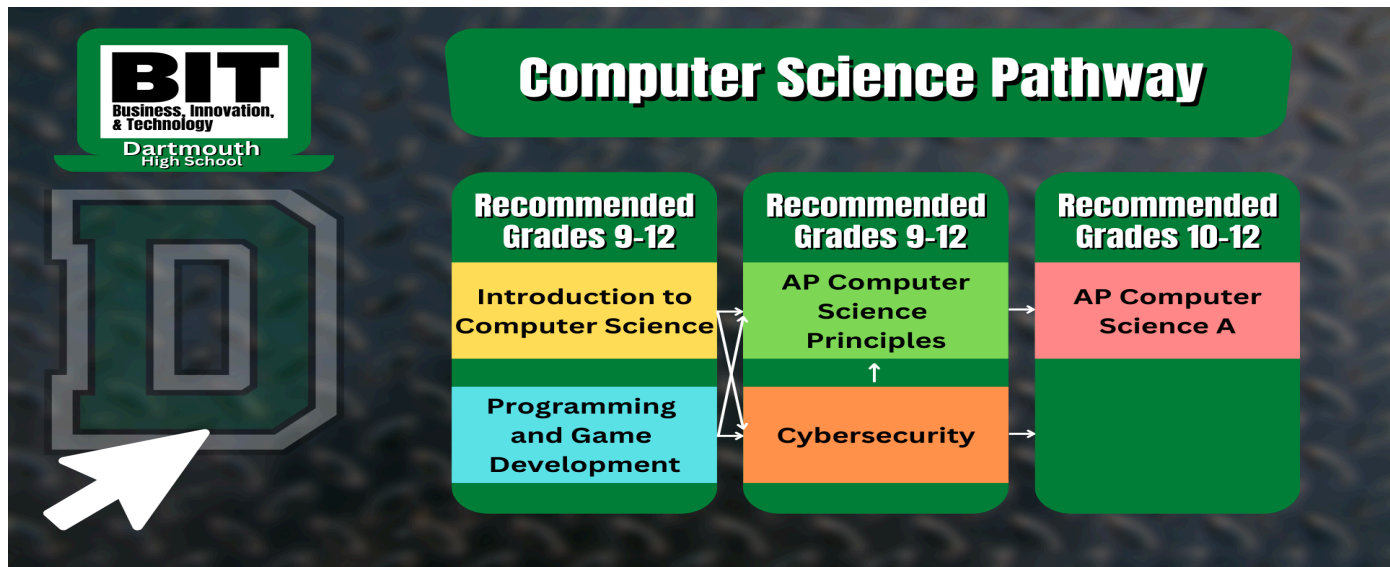 BIT
Business, Innovation,
& Technology
Dartmouth
High School
D
Computer Science Pathway
Recommended
Grades 9-12
Introduction to
Computer Science
Programming
and Game
Development
Recommended
Grades 9-12
AP Computer
Science
Principles
Cybersecurity
Recommended
Grades 10-12
AP Computer
Science A